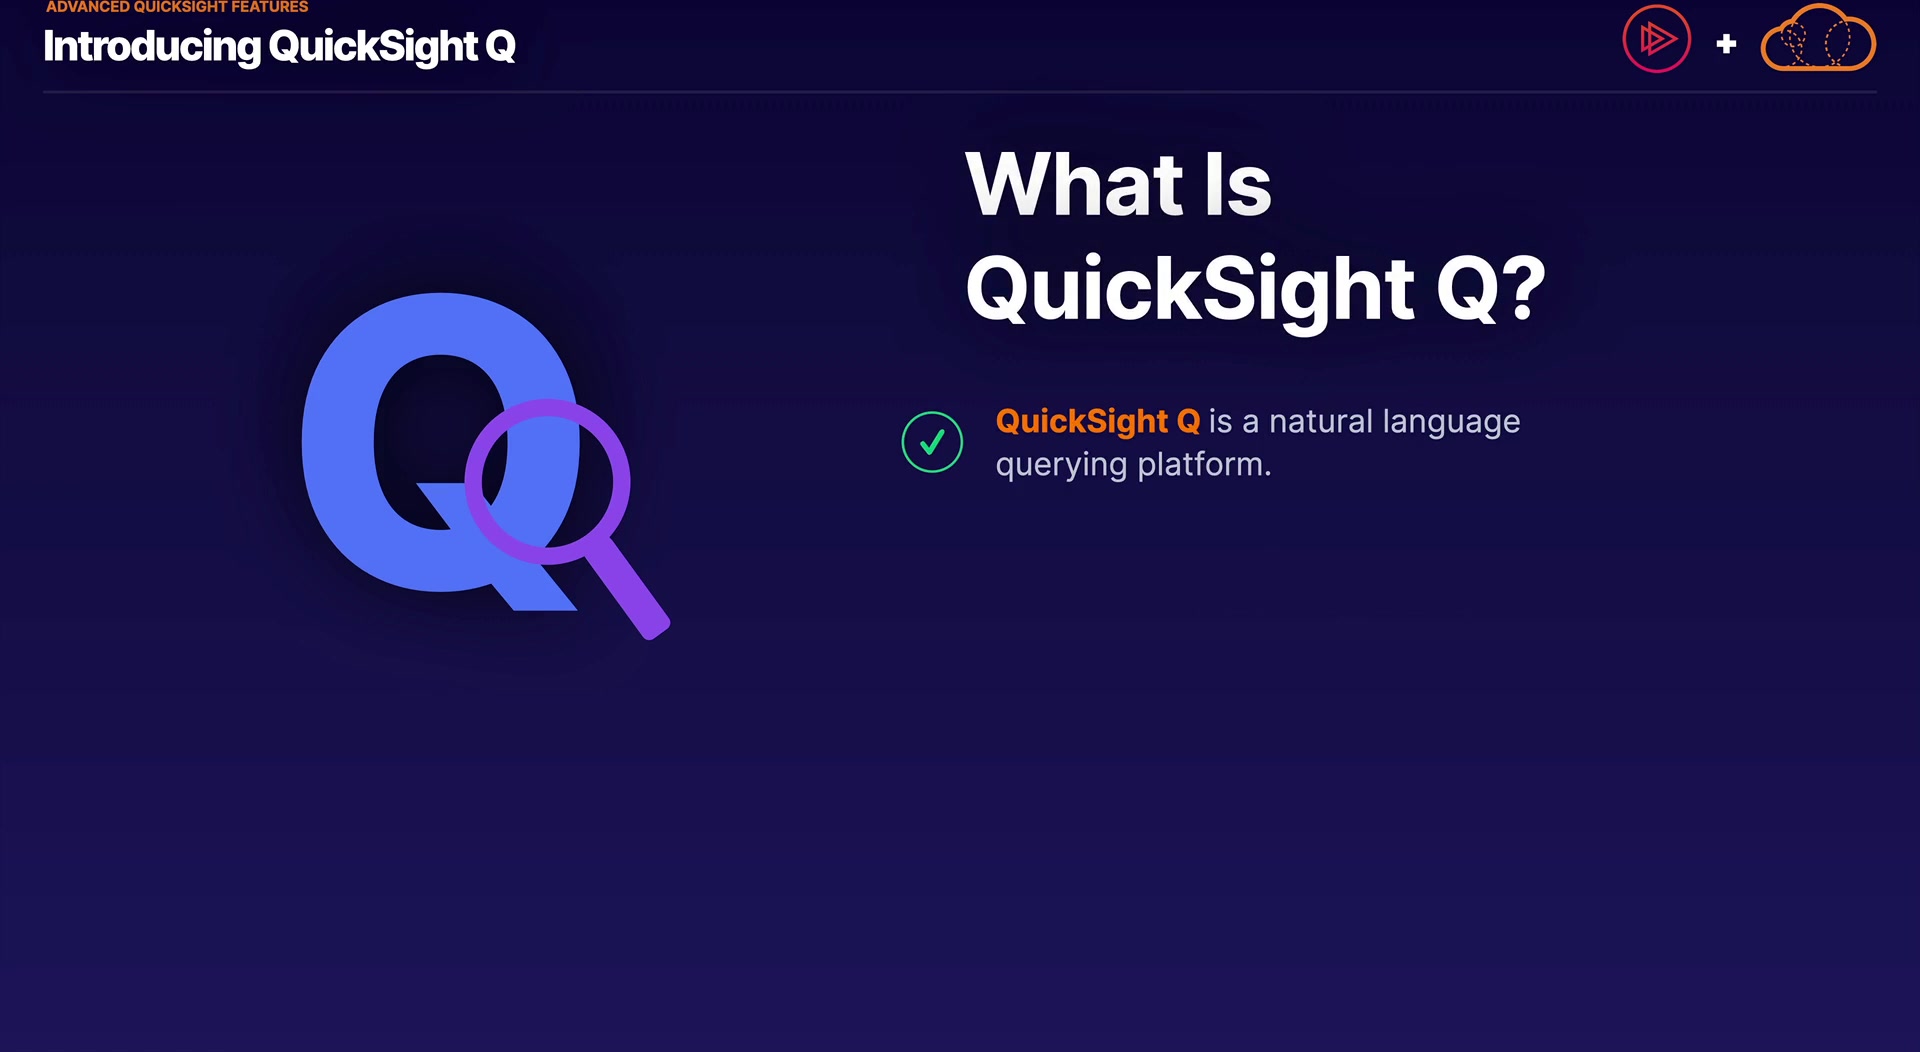 ADVANCED QUICKSIGHT FEATURES
Introducing QuickSight Q
What Is
QuickSight Q?
QuickSight Q is a natural language
querying platform.